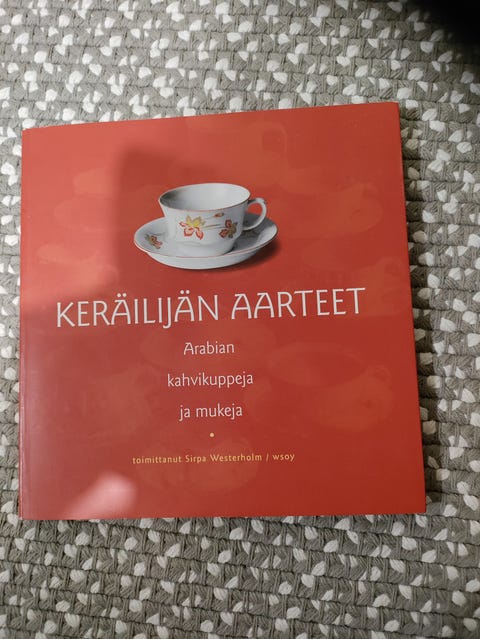 KERÄILIJÄN AARTEET
Arabian
kahvikuppeja
ja mukeja
toimittanut Sirpa Westerholm / wsoy